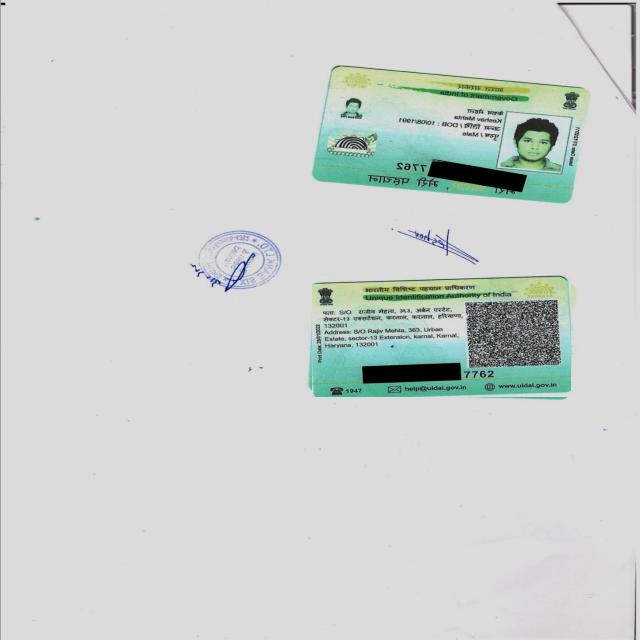 भारत सरकार
Government of India
केशव मेहता
Keshav Mehta
जन्म तिथि / DOB : 10/08/1991
पुरुष / Male
7762
मेरी पहचान
भारतीय विशिष्ट पहचान प्राधिकरण
Unique Identification Authority of India
पता: S/O राजीव मेहता, 363, अर्बन एस्टेट,
सेक्टर-13 एक्सटेंशन, करनाल, करनाल, हरियाणा,
132001
Address: S/O Rajiv Mehta, 363, Urban
Estate, sector-13 Extension, karnal, Karnal,
Haryana, 132001
7762
1947
help@uidai.gov.in
www.uidai.gov.in